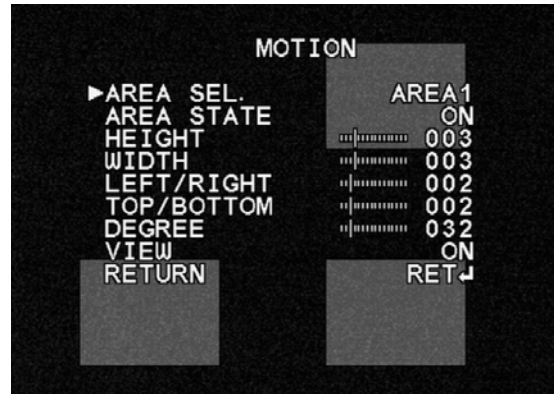 MOTION
►AREA SEL. AREA1
AREA STATE ON
HEIGHT 003
WIDTH 003
LEFT/RIGHT 002
TOP/BOTTOM 002
DEGREE 032
VIEW ON
RETURN RET↲